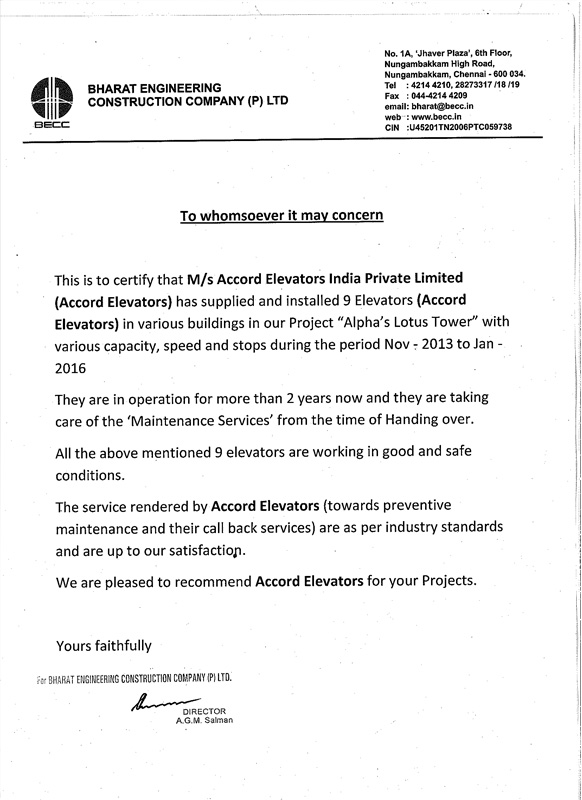 BECC
BHARAT ENGINEERING
CONSTRUCTION COMPANY (P) LTD
No. 1A, ‘Jhaver Plaza’, 6th Floor,
Nungambakkam High Road,
Nungambakkam, Chennai - 600 034.
Tel : 4214 4210, 28273317 /18 /19
Fax : 044-4214 4209
email: bharat@becc.in
web : www.becc.in
CIN :U45201TN2006PTC059738
To whomsoever it may concern
This is to certify that M/s Accord Elevators India Private Limited
(Accord Elevators) has supplied and installed 9 Elevators (Accord
Elevators) in various buildings in our Project “Alpha’s Lotus Tower” with
various capacity, speed and stops during the period Nov - 2013 to Jan -
2016
They are in operation for more than 2 years now and they are taking
care of the ‘Maintenance Services’ from the time of Handing over.
All the above mentioned 9 elevators are working in good and safe
conditions.
The service rendered by Accord Elevators (towards preventive
maintenance and their call back services) are as per industry standards
and are up to our satisfaction.
We are pleased to recommend Accord Elevators for your Projects.
Yours faithfully
For BHARAT ENGINEERING CONSTRUCTION COMPANY (P) LTD.
DIRECTOR
A.G.M. Salman